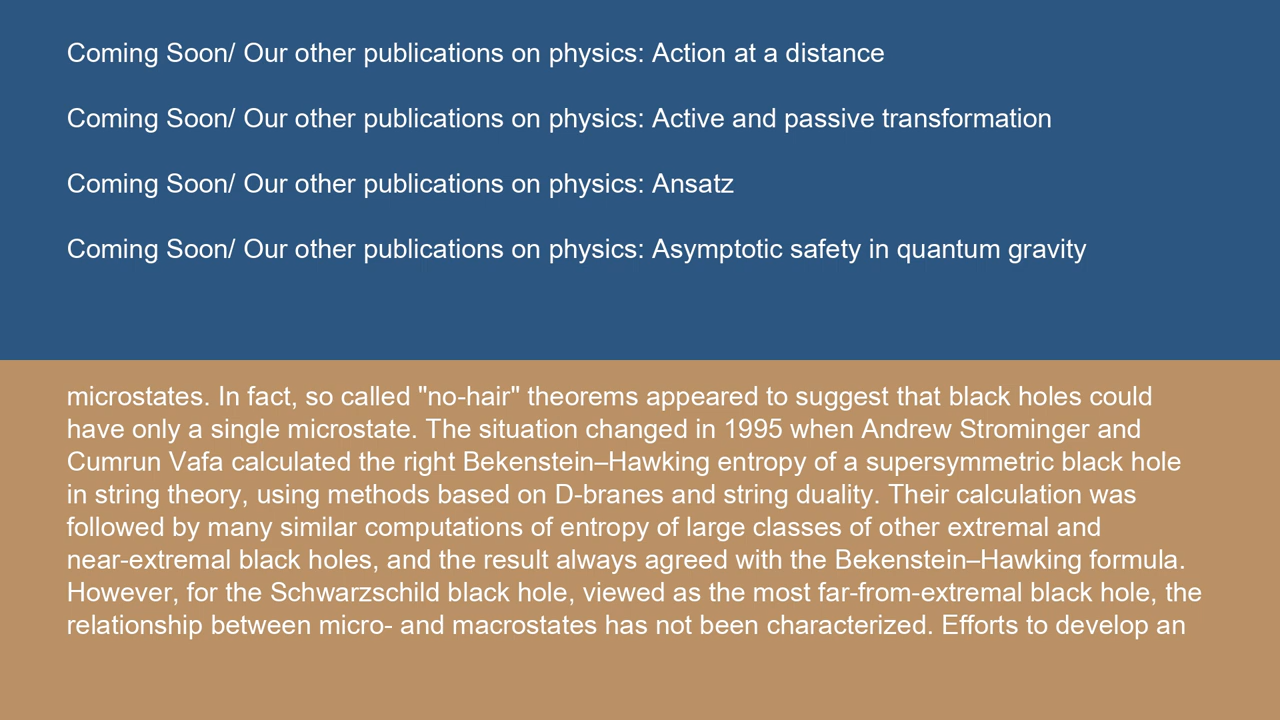 Coming Soon/ Our other publications on physics: Action at a distance
Coming Soon/ Our other publications on physics: Active and passive transformation
Coming Soon/ Our other publications on physics: Ansatz
Coming Soon/ Our other publications on physics: Asymptotic safety in quantum gravity
microstates. In fact, so called "no-hair" theorems appeared to suggest that black holes could
have only a single microstate. The situation changed in 1995 when Andrew Strominger and
Cumrun Vafa calculated the right Bekenstein–Hawking entropy of a supersymmetric black hole
in string theory, using methods based on D-branes and string duality. Their calculation was
followed by many similar computations of entropy of large classes of other extremal and
near-extremal black holes, and the result always agreed with the Bekenstein–Hawking formula.
However, for the Schwarzschild black hole, viewed as the most far-from-extremal black hole, the
relationship between micro- and macrostates has not been characterized. Efforts to develop an